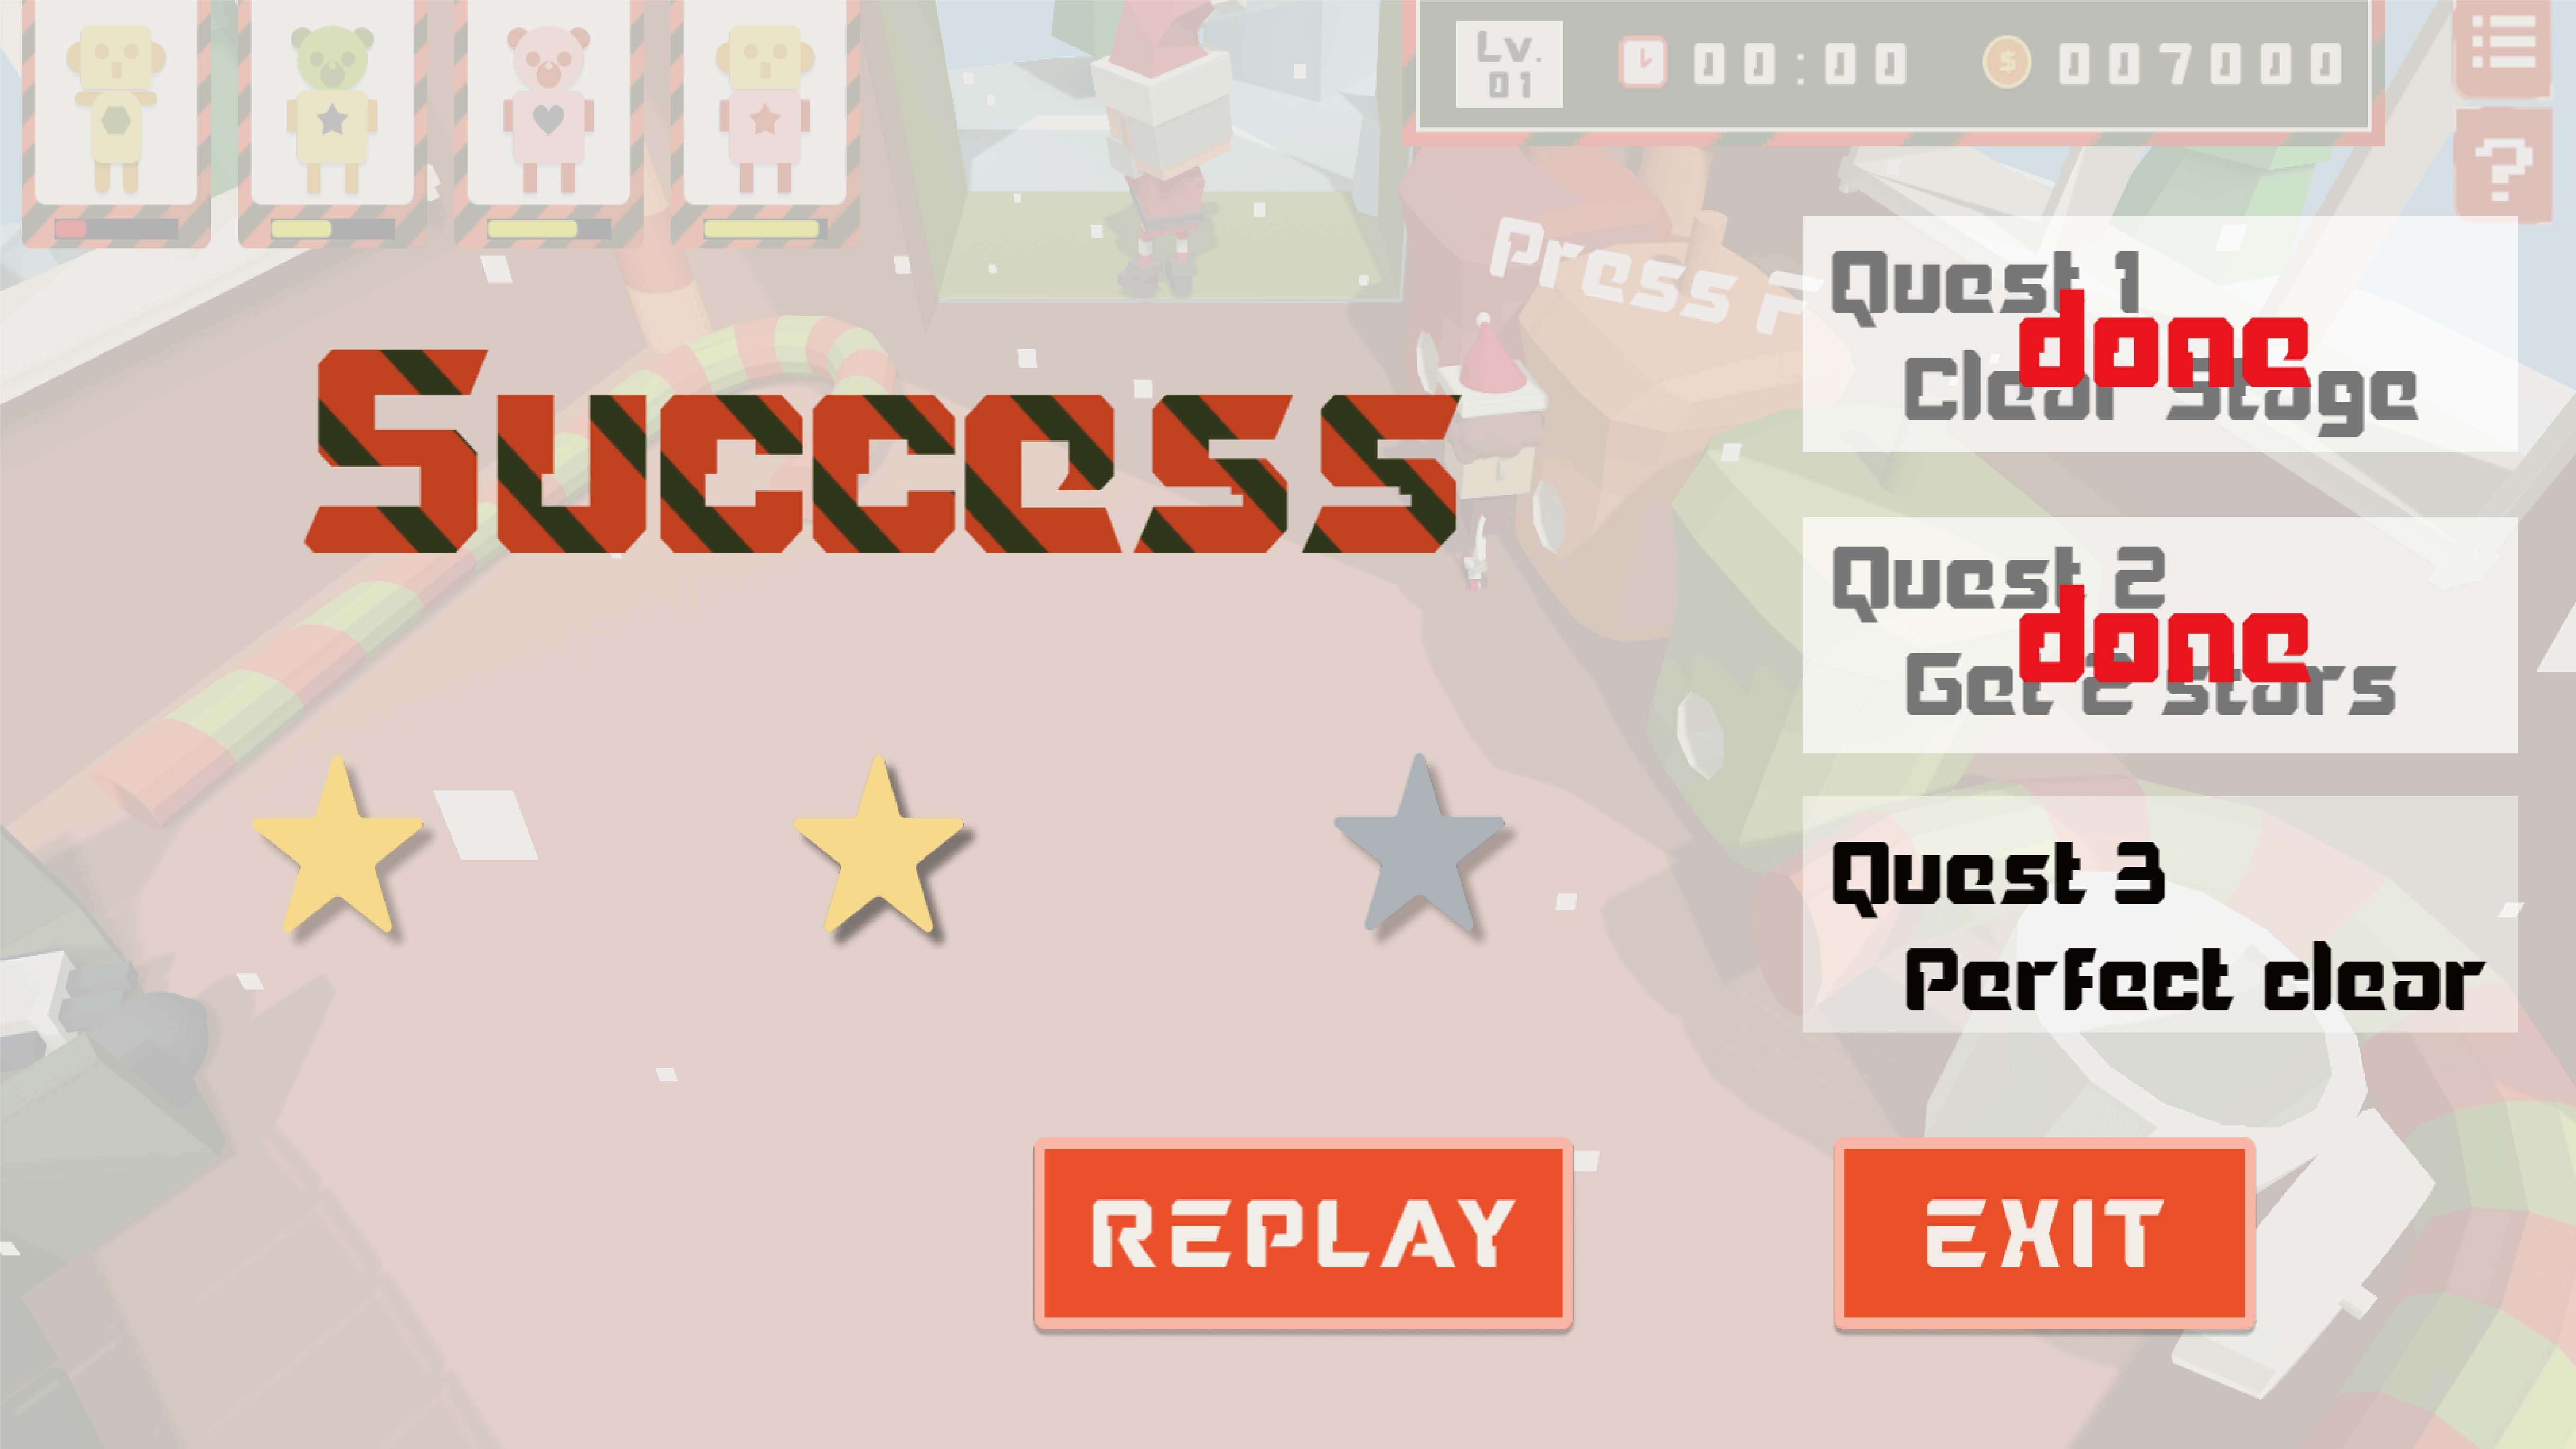 Lv.
01
00:00
$ 007000
?
Press F
Success
Quest 1
Clear Stage
done
Quest 2
Get 2 stars
done
Quest 3
Perfect clear
REPLAY
EXIT